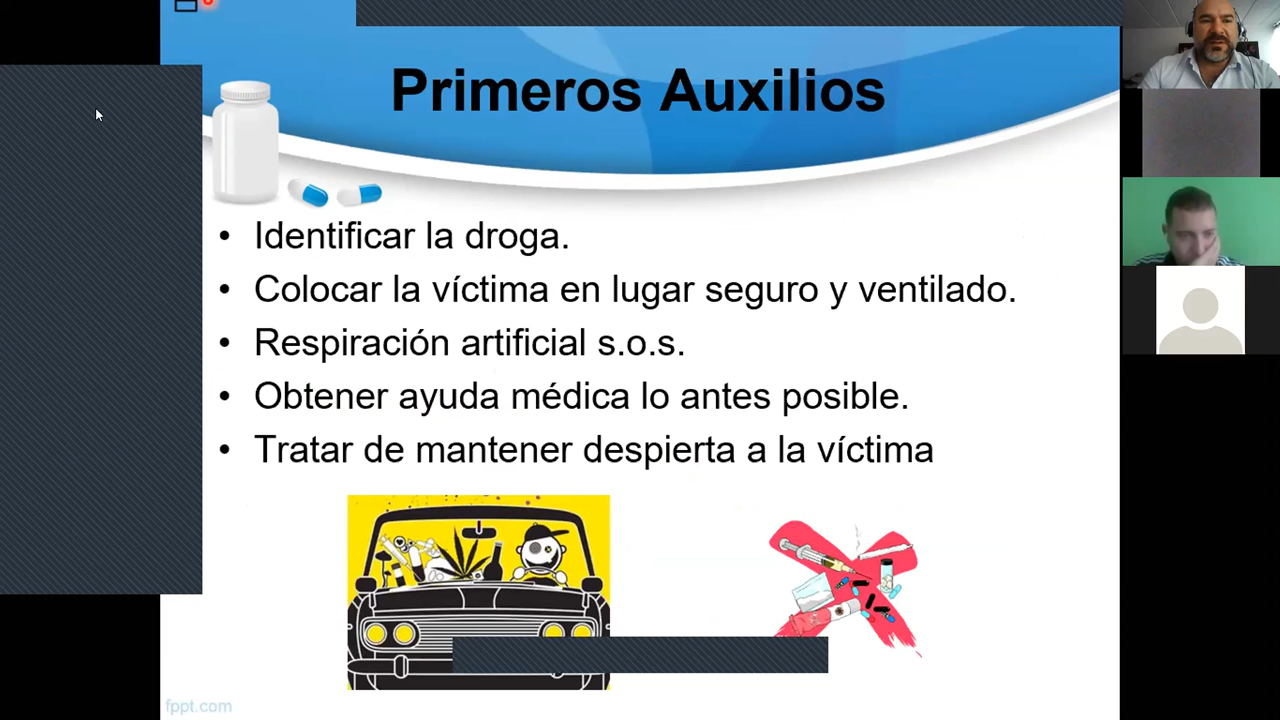 Primeros Auxilios
• Identificar la droga.
• Colocar la víctima en lugar seguro y ventilado.
• Respiración artificial s.o.s.
• Obtener ayuda médica lo antes posible.
• Tratar de mantener despierta a la víctima
fppt.com